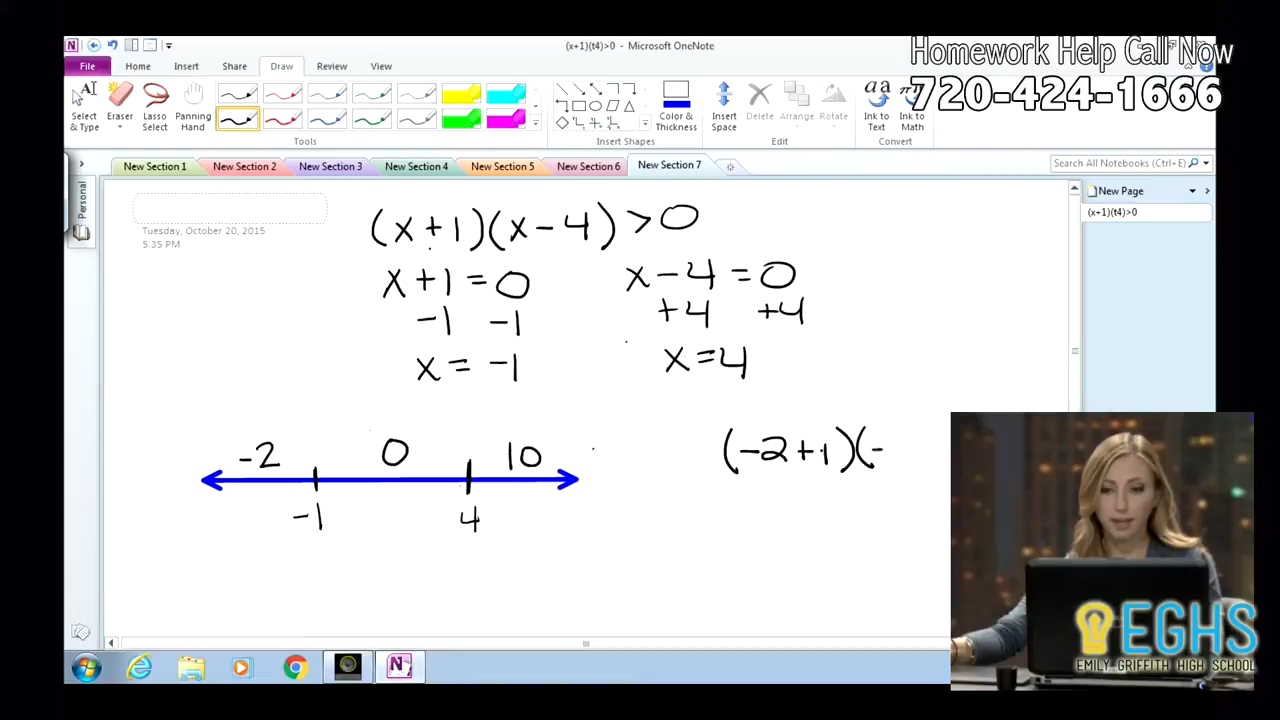 (x+1)(t4)>0 - Microsoft OneNote
Homework Help Call Now
720-424-1666
File Home Insert Share Draw Review View
Select & Type
Eraser
Lasso Select
Panning Hand
Color & Thickness
Insert Space
Delete
Arrange
Rotate
Ink to Text
Ink to Math
Tools
Insert Shapes
Edit
Convert
New Section 1
New Section 2
New Section 3
New Section 4
New Section 5
New Section 6
New Section 7
Search All Notebooks (Ctrl+E)
Personal
New Page
(x+1)(t4)>0
Tuesday, October 20, 2015
5:35 PM
(x+1)(x-4)>0
x+1=0 x-4=0
-1 -1 +4 +4
x=-1 x=4
-2 0 10 (-2+1)(-
-1 4
EGHS
EMILY GRIFFITH HIGH SCHOOL